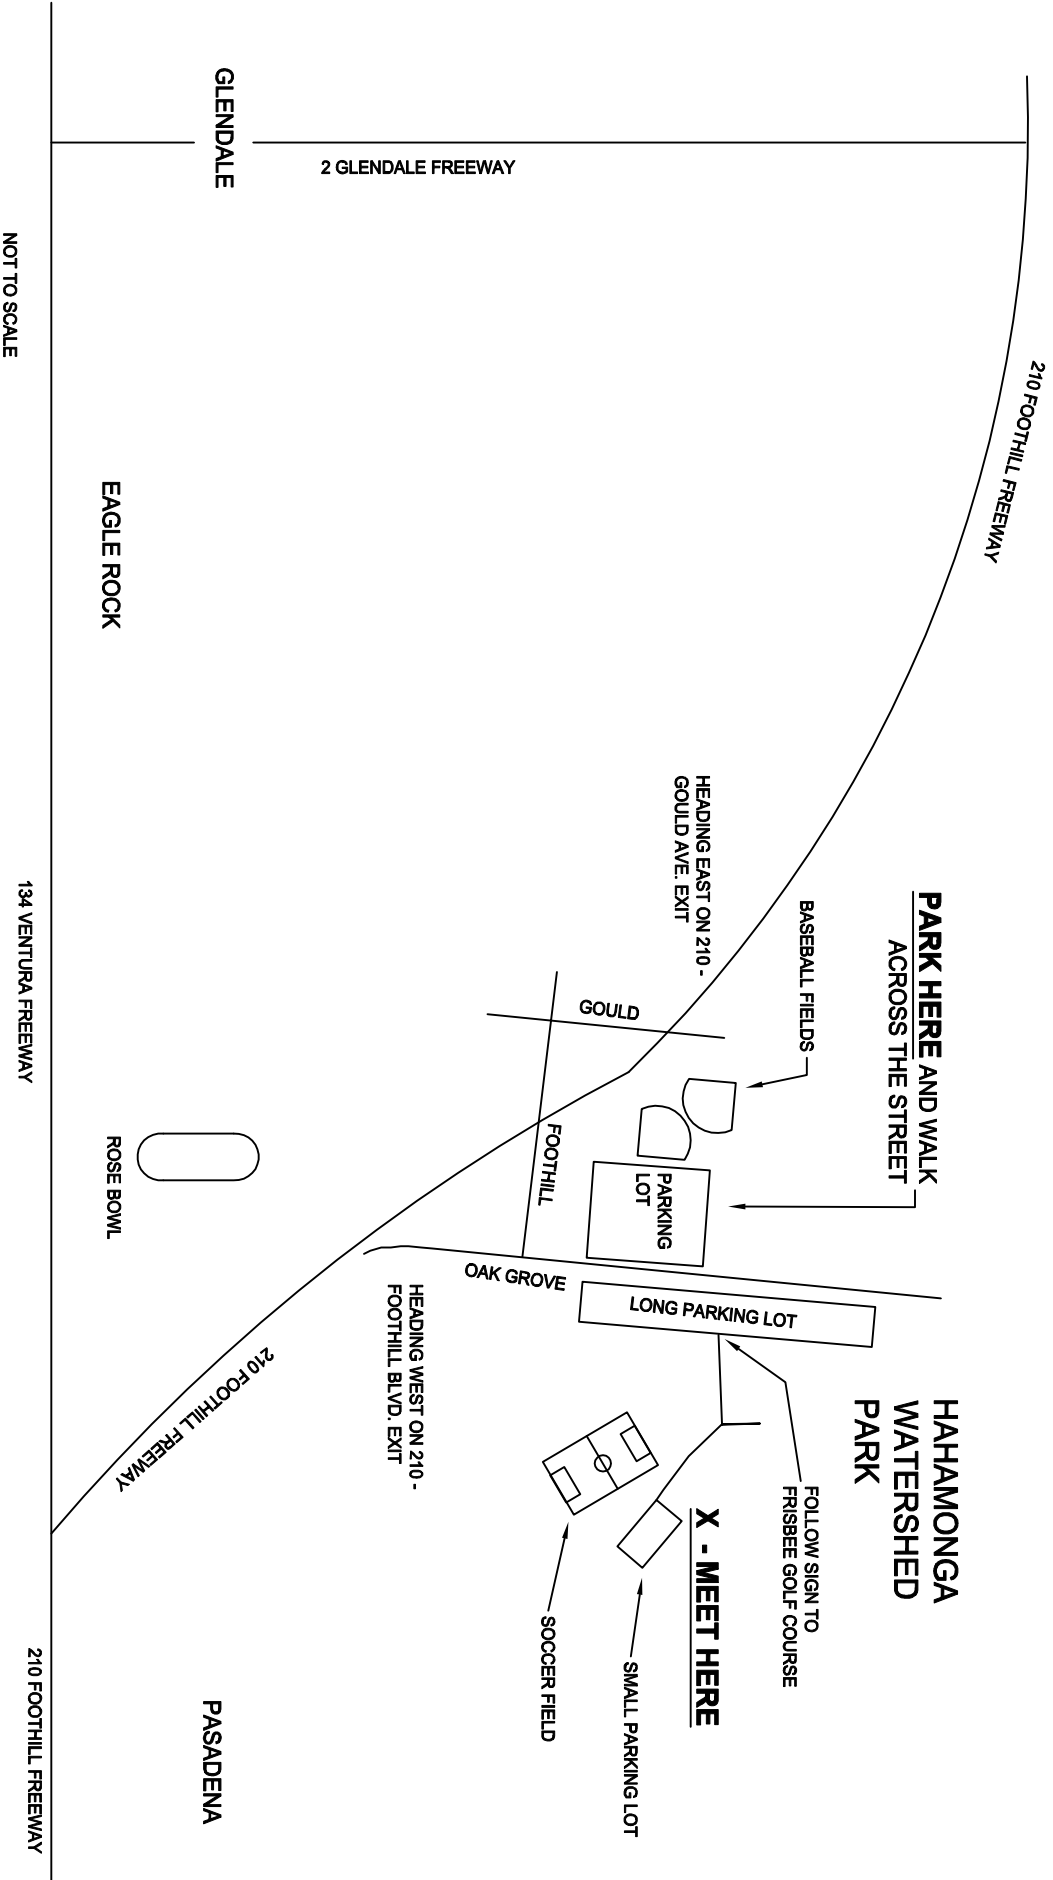 210 FOOTHILL FREEWAY
2 GLENDALE FREEWAY
GLENDALE
PARK HERE AND WALK
ACROSS THE STREET
HAHAMONGA
WATERSHED
PARK
BASEBALL FIELDS
FOLLOW SIGN TO
FRISBEE GOLF COURSE
HEADING EAST ON 210 -
GOULD AVE. EXIT
X - MEET HERE
GOULD
PARKING
LOT
LONG PARKING LOT
SMALL PARKING LOT
FOOTHILL
OAK GROVE
SOCCER FIELD
HEADING WEST ON 210 -
FOOTHILL BLVD. EXIT
210 FOOTHILL FREEWAY
PASADENA
EAGLE ROCK
ROSE BOWL
NOT TO SCALE
134 VENTURA FREEWAY
210 FOOTHILL FREEWAY